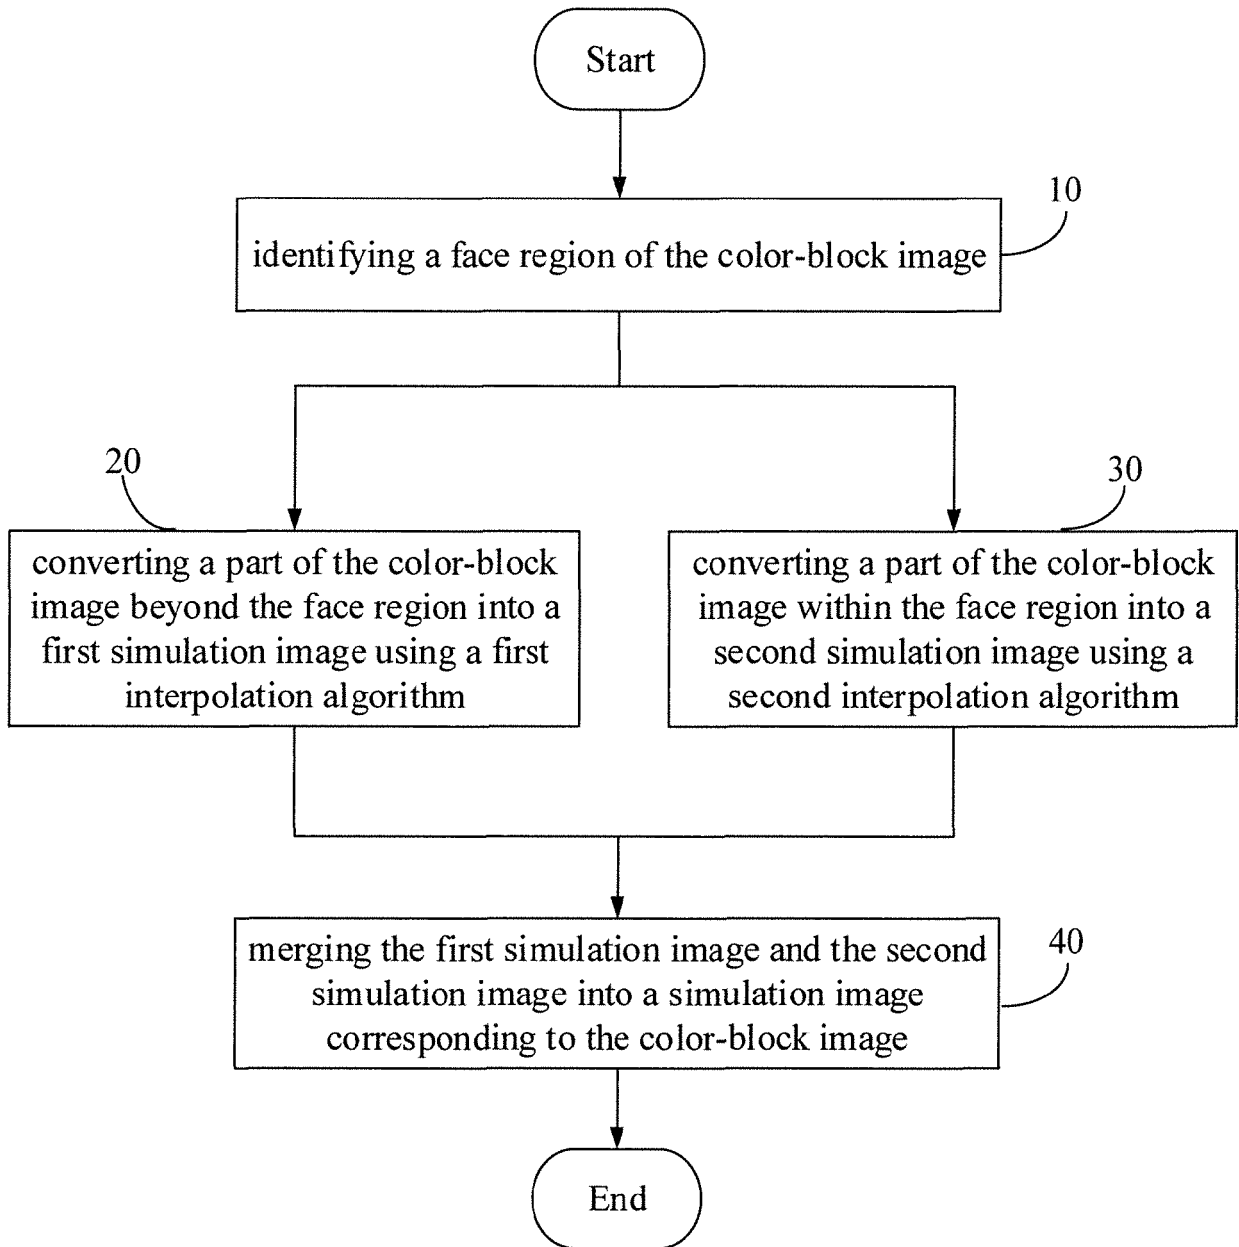 Start
10
identifying a face region of the color-block image
20
30
converting a part of the color-block
image beyond the face region into a
first simulation image using a first
interpolation algorithm
converting a part of the color-block
image within the face region into a
second simulation image using a
second interpolation algorithm
40
merging the first simulation image and the second
simulation image into a simulation image
corresponding to the color-block image
End